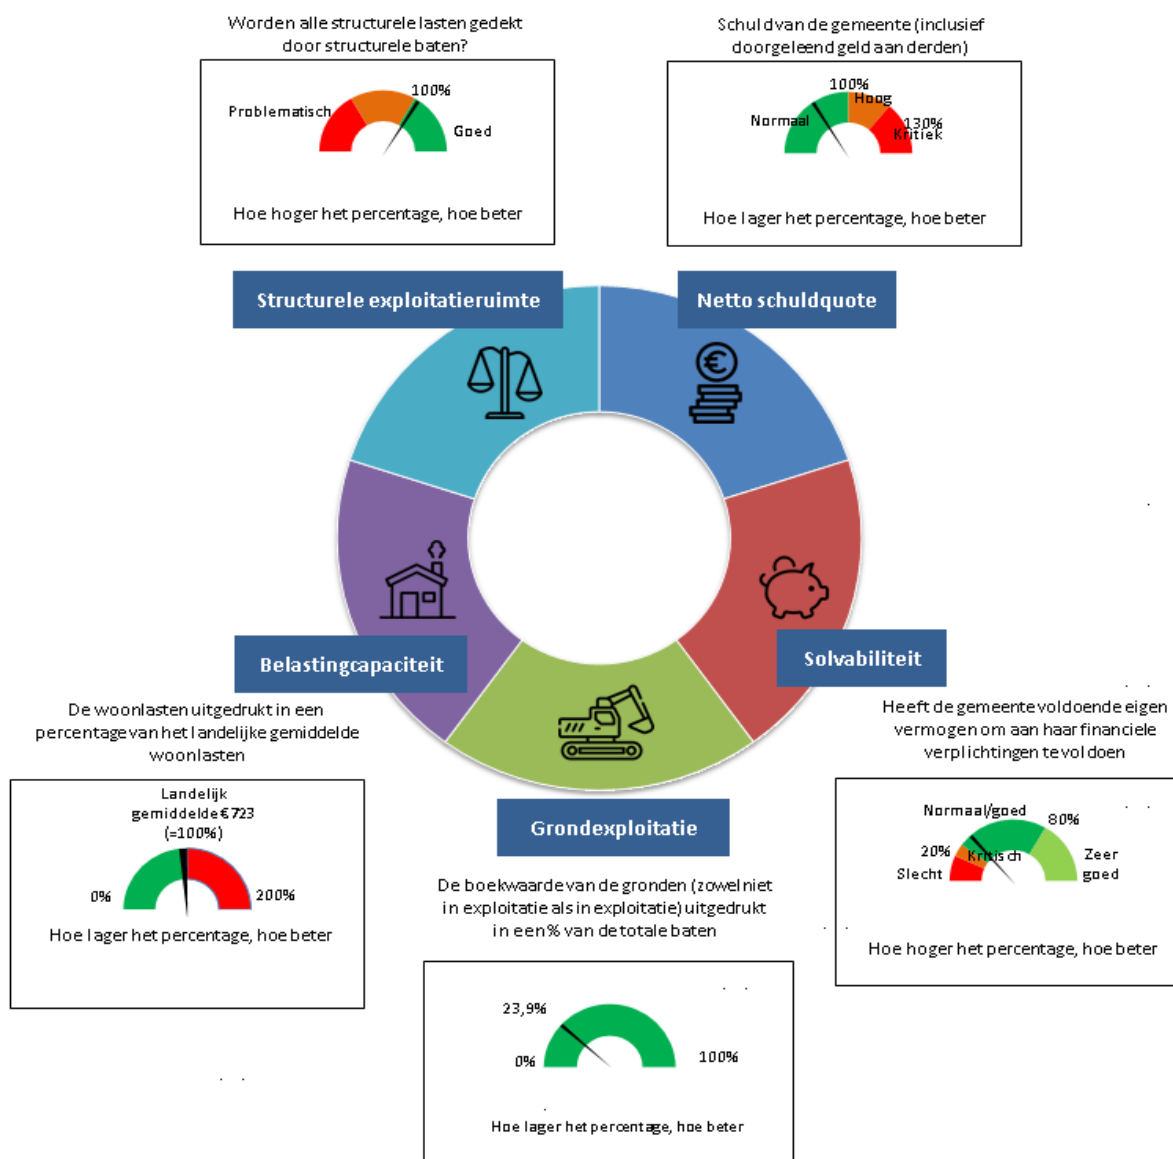 Worden alle structurele lasten gedekt
door structurele baten?
100%
Problematisch
Goed
Hoe hoger het percentage, hoe beter
Schuld van de gemeente (inclusief
doorgeleend geld aan derden)
100%
Hoog
Normaal
130%
Kritiek
Hoe lager het percentage, hoe beter
Structurele exploitatieruimte
Netto schuldquote
€
Belastingcapaciteit
Solvabiliteit
De woonlasten uitgedrukt in een
percentage van het landelijke gemiddelde
woonlasten
Landelijk
gemiddelde € 723
(=100%)
0%
200%
Hoe lager het percentage, hoe beter
Heeft de gemeente voldoende eigen
vermogen om aan haar financiele
verplichtingen te voldoen
Normaal/goed
80%
20%
Kritisch
Zeer
goed
Slecht
Hoe hoger het percentage, hoe beter
Grondexploitatie
De boekwaarde van de gronden (zowel niet
in exploitatie als in exploitatie) uitgedrukt
in een % van de totale baten
23,9%
0%
100%
Hoe lager het percentage, hoe beter